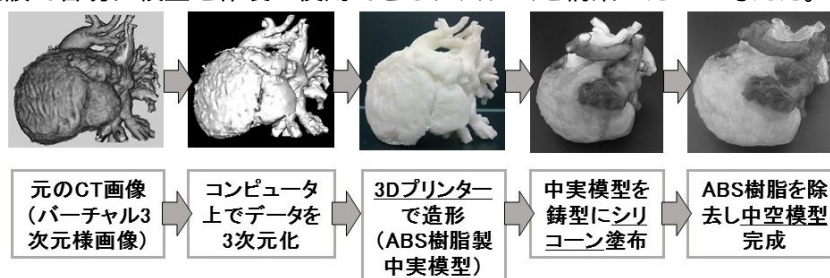 元のCT画像
(バーチャル3
次元様画像)
コンピュータ
上でデータを
3次元化
3Dプリンター
で造形
(ABS樹脂製
中実模型)
中実模型を
鋳型にシリ
コーン塗布
ABS樹脂を除
去し中空模型
完成